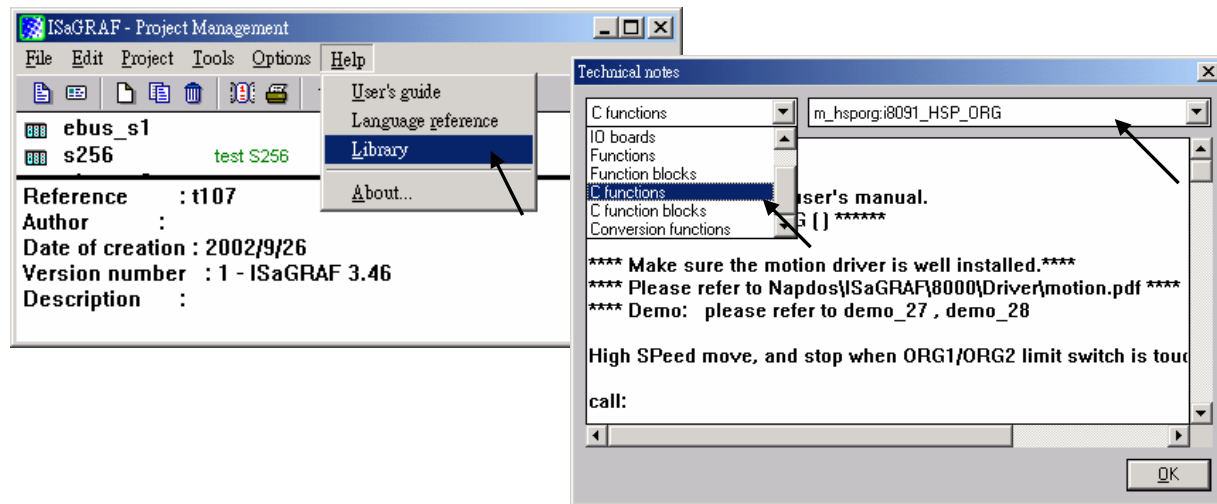 ISaGRAF - Project Management
File Edit Project Tools Options Help
ebus_s1
s256 test S256
User's guide
Language reference
Library
About...
Reference : t107
Author :
Date of creation : 2002/9/26
Version number : 1 - ISaGRAF 3.46
Description :
Technical notes
C functions m_hsporg:i8091_HSP_ORG
IO boards
Functions
Function blocks
C functions
C function blocks
Conversion functions
user's manual.
G [] ******
**** Make sure the motion driver is well installed.****
**** Please refer to Napdos\ISaGRAF\8000\Driver\motion.pdf ****
**** Demo: please refer to demo_27 , demo_28
High SPeed move, and stop when ORG1/ORG2 limit switch is touc
call:
OK